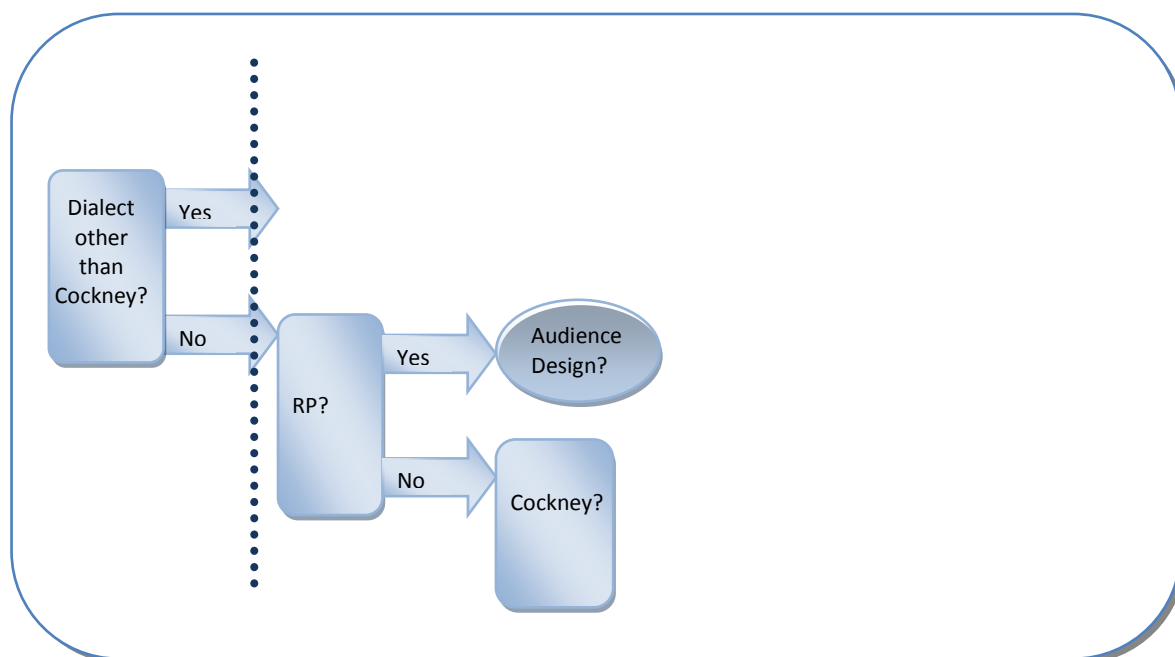 Dialect
other
than
Cockney?
Yes
No
RP?
Yes
No
Audience
Design?
Cockney?